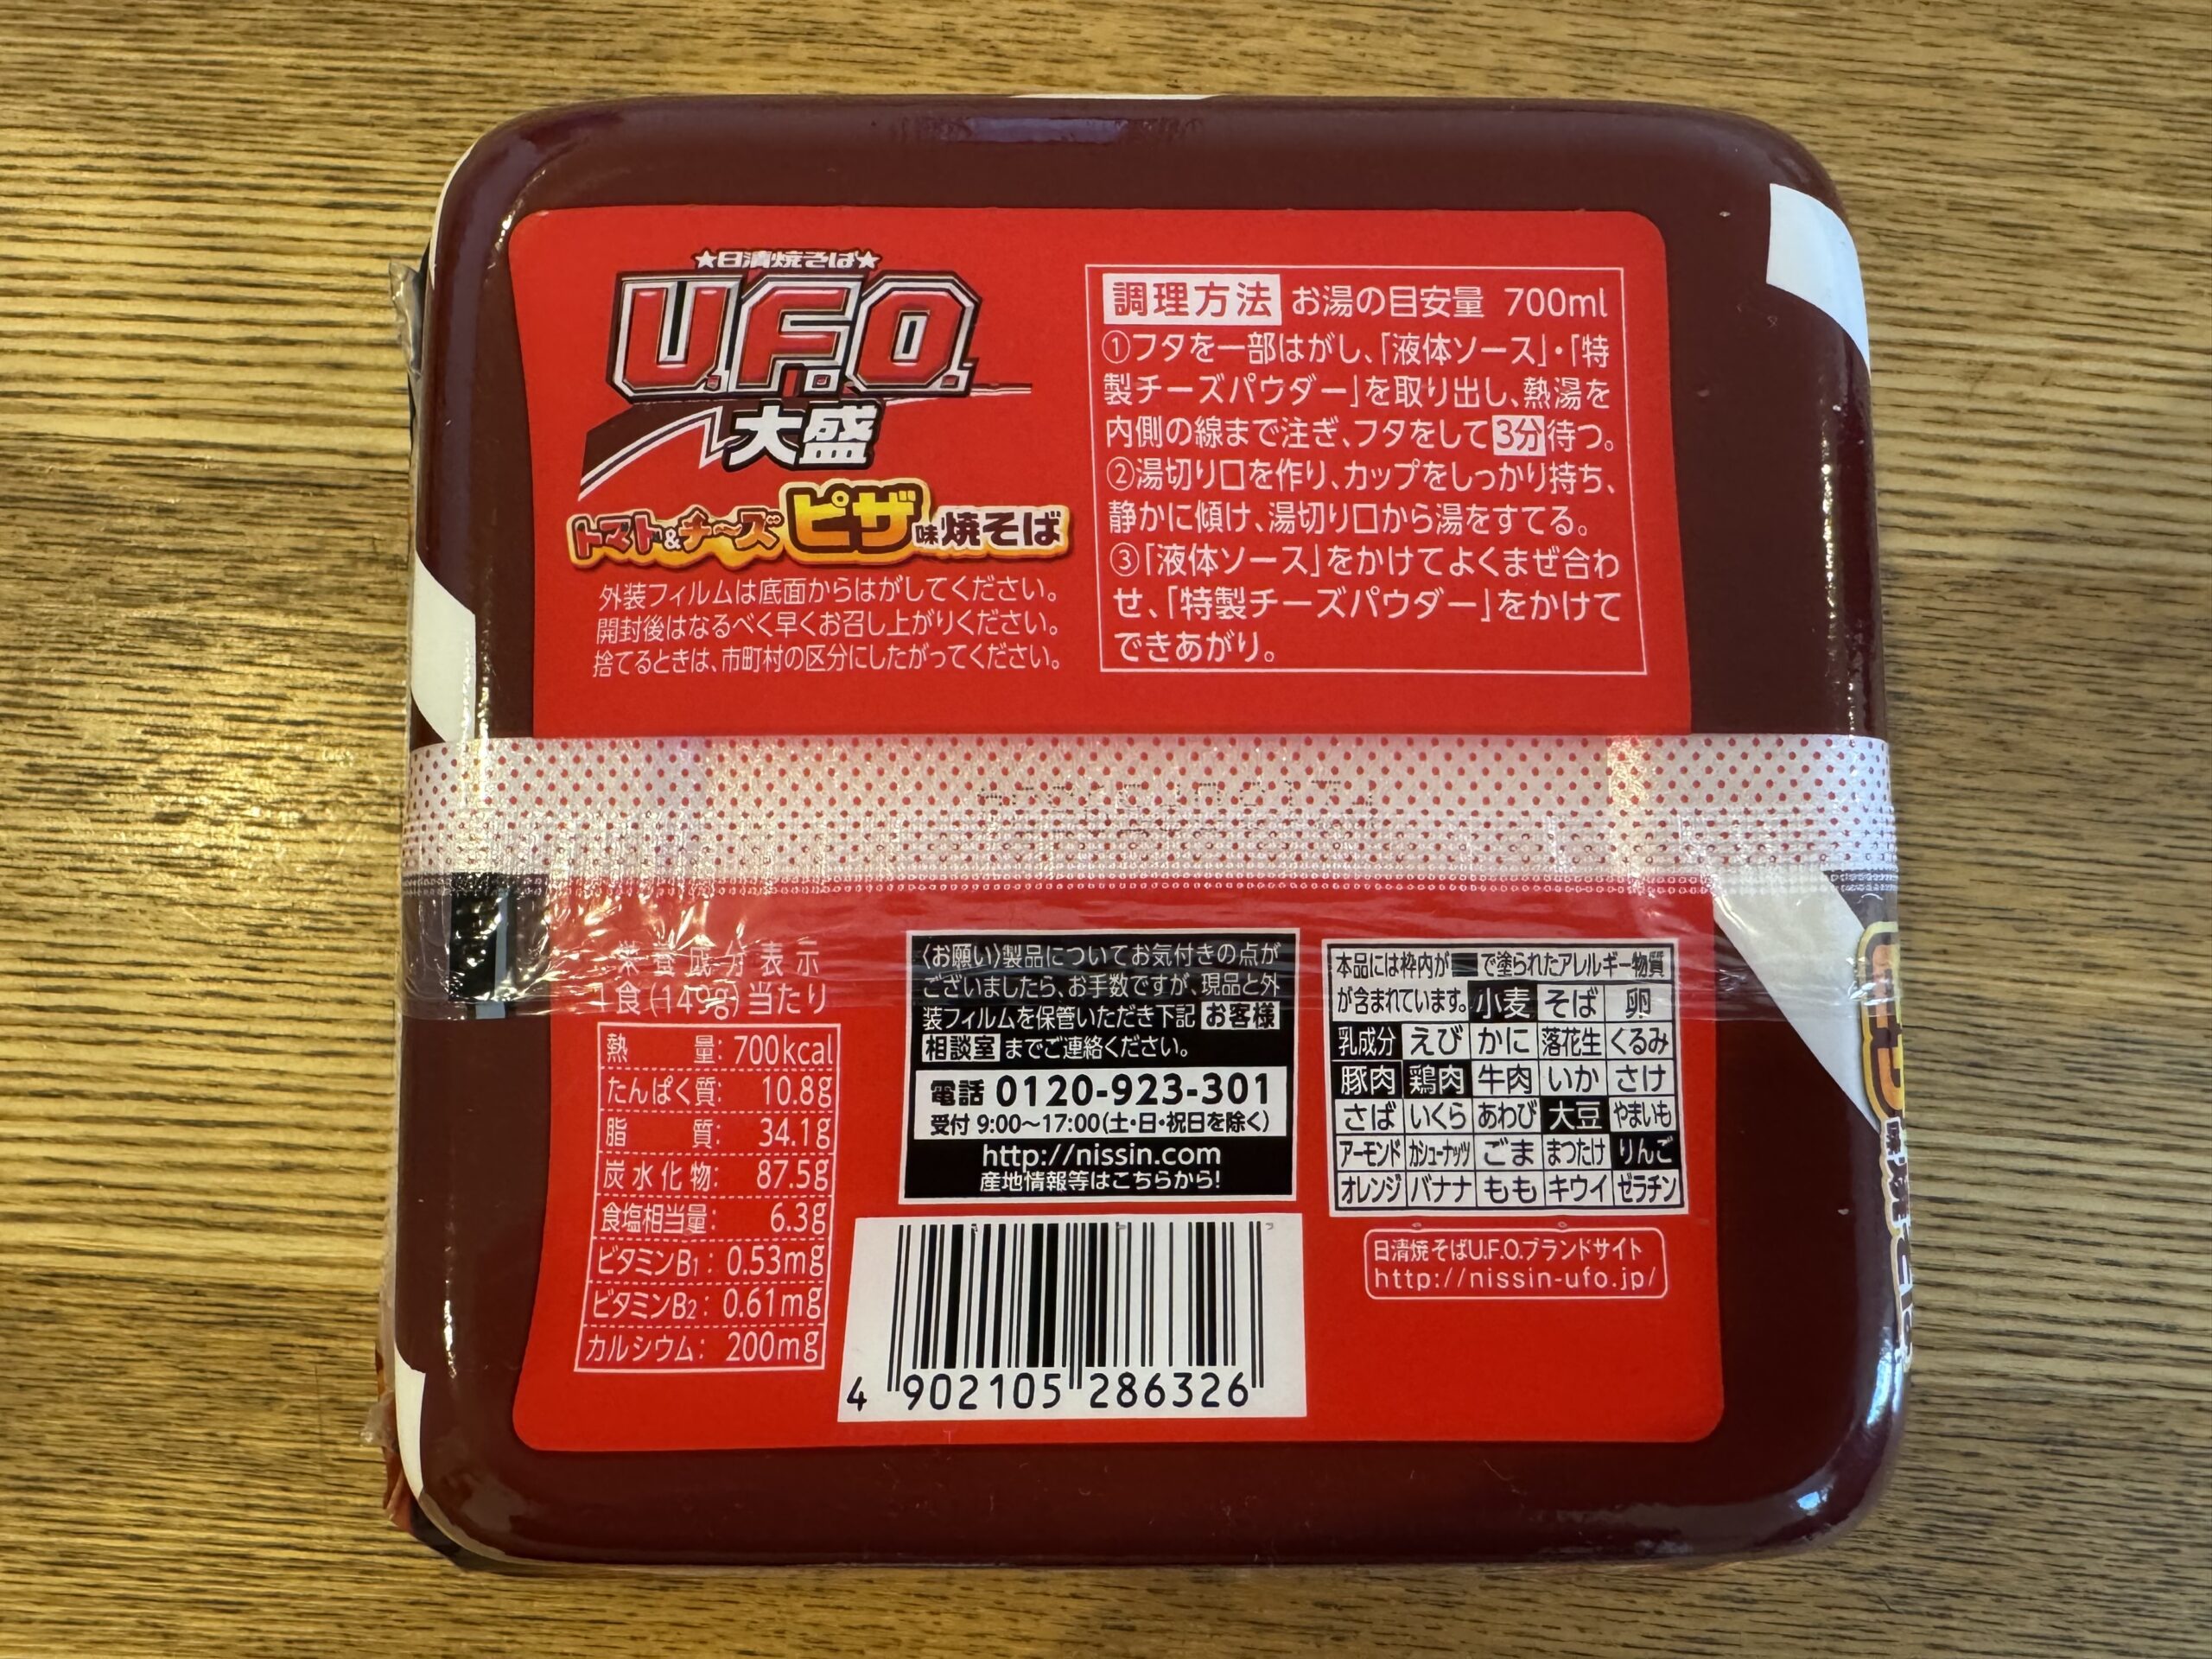 ★日清焼そば★
U.F.O.
大盛
トマト&チーズ ピザ味焼そば
外装フィルムは底面からはがしてください。
開封後はなるべく早くお召し上がりください。
捨てるときは、市町村の区分にしたがってください。
調理方法 お湯の目安量 700ml
①フタを一部はがし、「液体ソース」・「特
製チーズパウダー」を取り出し、熱湯を
内側の線まで注ぎ、フタをして3分待つ。
②湯切り口を作り、カップをしっかり持ち、
静かに傾け、湯切り口から湯をすてる。
③「液体ソース」をかけてよくまぜ合わ
せ、「特製チーズパウダー」をかけて
できあがり。
栄養成分表示
1食(149g)当たり
熱量: 700kcal
たんぱく質: 10.8g
脂質: 34.1g
炭水化物: 87.5g
食塩相当量: 6.3g
ビタミンB1: 0.53mg
ビタミンB2: 0.61mg
カルシウム: 200mg
〈お願い〉製品についてお気付きの点が
ございましたら、お手数ですが、現品と外
装フィルムを保管いただき下記 お客様
相談室 までご連絡ください。
電話 0120-923-301
受付 9:00〜17:00(土・日・祝日を除く)
http://nissin.com
産地情報等はこちらから!
本品には枠内が■で塗られたアレルギー物質
が含まれています。 小麦 そば 卵
乳成分 えび かに 落花生 くるみ
豚肉 鶏肉 牛肉 いか さけ
さば いくら あわび 大豆 やまいも
アーモンド カシューナッツ ごま まつたけ りんご
オレンジ バナナ もも キウイ ゼラチン
日清焼そばU.F.O.ブランドサイト
http://nissin-ufo.jp/
4 902105 286326